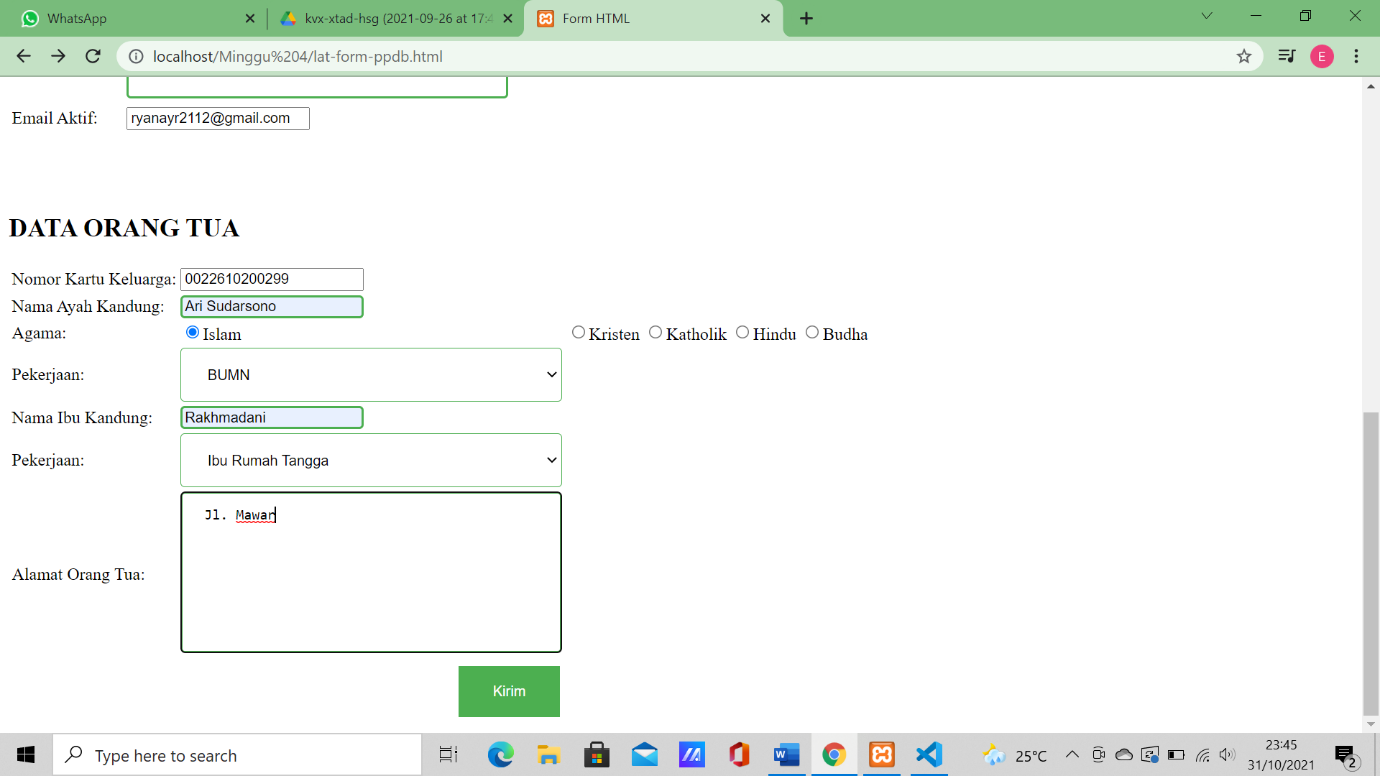 WhatsApp
kvx-xtad-hsg (2021-09-26 at 17:4
Form HTML
localhost/Minggu%204/lat-form-ppdb.html
E
Email Aktif: ryanayr2112@gmail.com
DATA ORANG TUA
Nomor Kartu Keluarga: 0022610200299
Nama Ayah Kandung: Ari Sudarsono
Agama: Islam Kristen Katholik Hindu Budha
Pekerjaan: BUMN
Nama Ibu Kandung: Rakhmadani
Pekerjaan: Ibu Rumah Tangga
Jl. Mawar
Alamat Orang Tua:
Kirim
Type here to search
25°C
23:45
31/10/2021
2